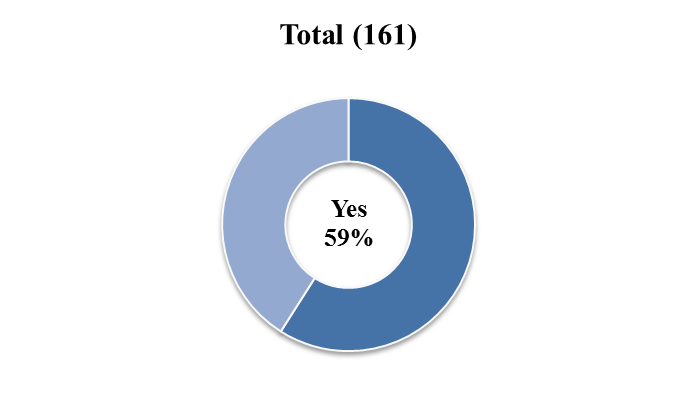 Total (161)
Yes
59%